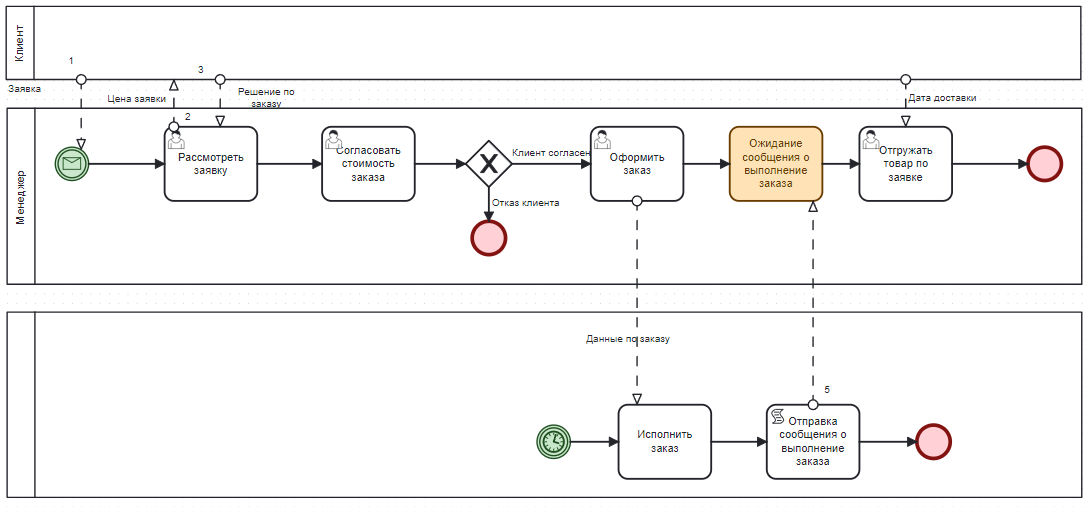 Клиент
1
3
Заявка
Цена заявки
Решение по
заказу
Дата доставки
2
Менеджер
Рассмотреть
заявку
Согласовать
стоимость
заказа
Клиент согласен
Оформить
заказ
Ожидание
сообщения о
выполнение
заказа
Отгружать
товар по
заявке
Отказ клиента
Данные по заказу
5
Исполнить
заказ
Отправка
сообщения о
выполнение
заказа